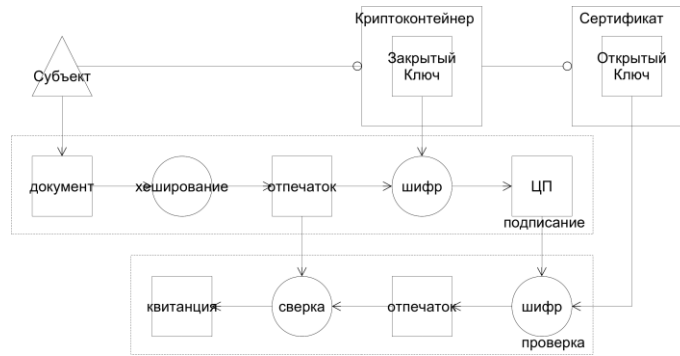 Криптоконтейнер
Сертификат
Субъект
Закрытый
Ключ
Открытый
Ключ
документ
хеширование
отпечаток
шифр
ЦП
подписание
квитанция
сверка
отпечаток
шифр
проверка